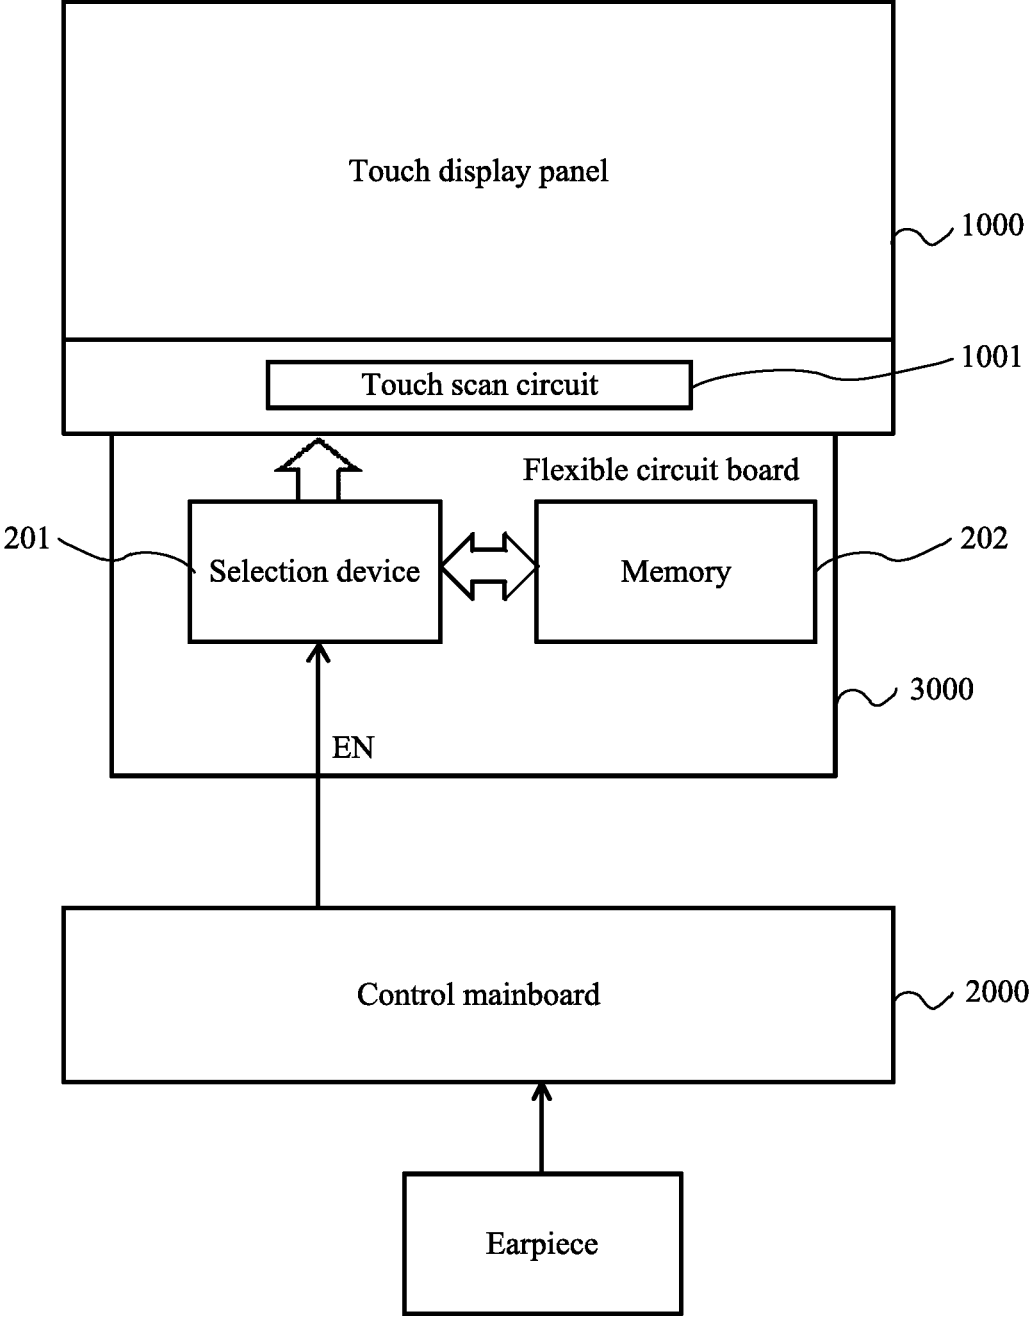 Touch display panel
1000
1001
Touch scan circuit
Flexible circuit board
201
202
Selection device
Memory
3000
EN
Control mainboard
2000
Earpiece